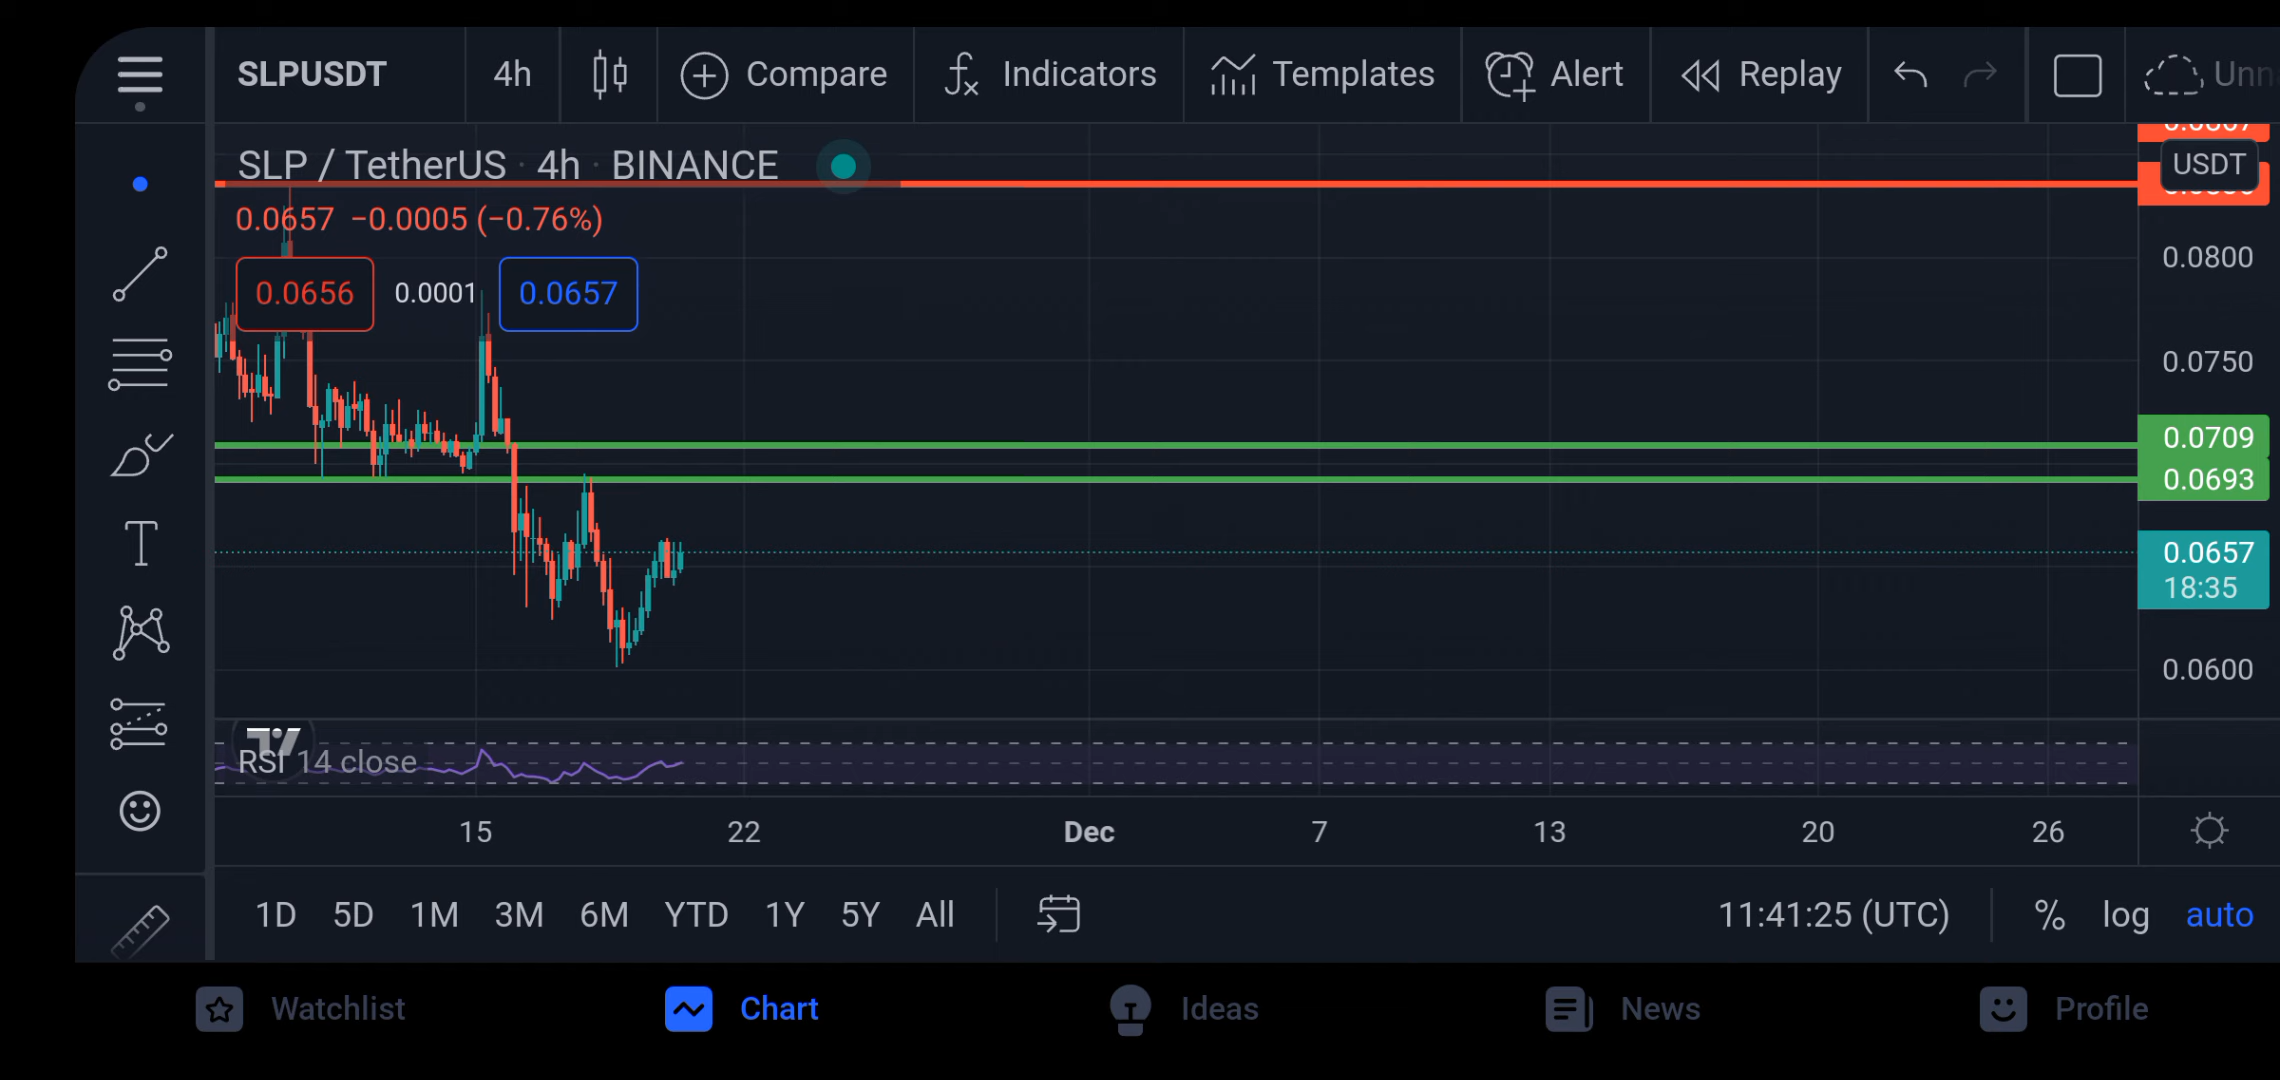 SLPUSDT 4h Compare Indicators Templates Alert Replay
SLP / TetherUS · 4h · BINANCE
USDT
0.0657 −0.0005 (−0.76%)
0.0656 0.0001 0.0657
0.0800
0.0750
0.0709
0.0693
0.0657
18:35
0.0600
RSI 14 close
15 22 Dec 7 13 20 26
1D 5D 1M 3M 6M YTD 1Y 5Y All 11:41:25 (UTC) % log auto
Watchlist Chart Ideas News Profile